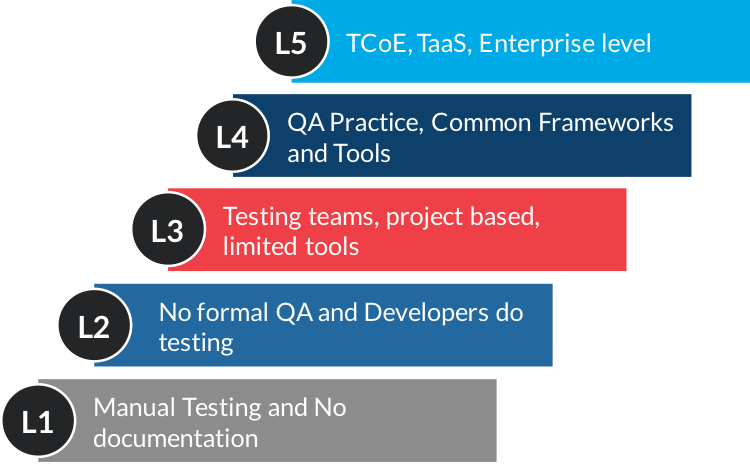 L5
TCoE, TaaS, Enterprise level
L4
QA Practice, Common Frameworks
and Tools
L3
Testing teams, project based,
limited tools
L2
No formal QA and Developers do
testing
L1
Manual Testing and No
documentation